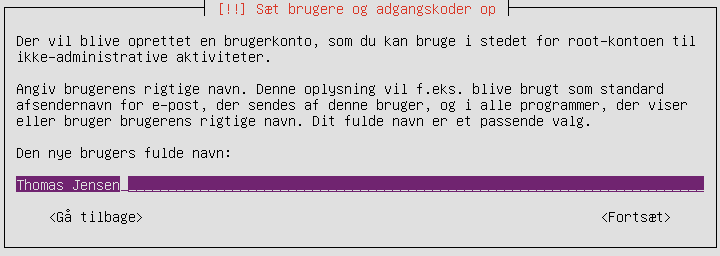 [!!] Sæt brugere og adgangskoder op
Der vil blive oprettet en brugerkonto, som du kan bruge i stedet for root-kontoen til
ikke-administrative aktiviteter.
Angiv brugerens rigtige navn. Denne oplysning vil f.eks. blive brugt som standard
afsendernavn for e-post, der sendes af denne bruger, og i alle programmer, der viser
eller bruger brugerens rigtige navn. Dit fulde navn er et passende valg.
Den nye brugers fulde navn:
Thomas Jensen
<Gå tilbage> <Fortsæt>